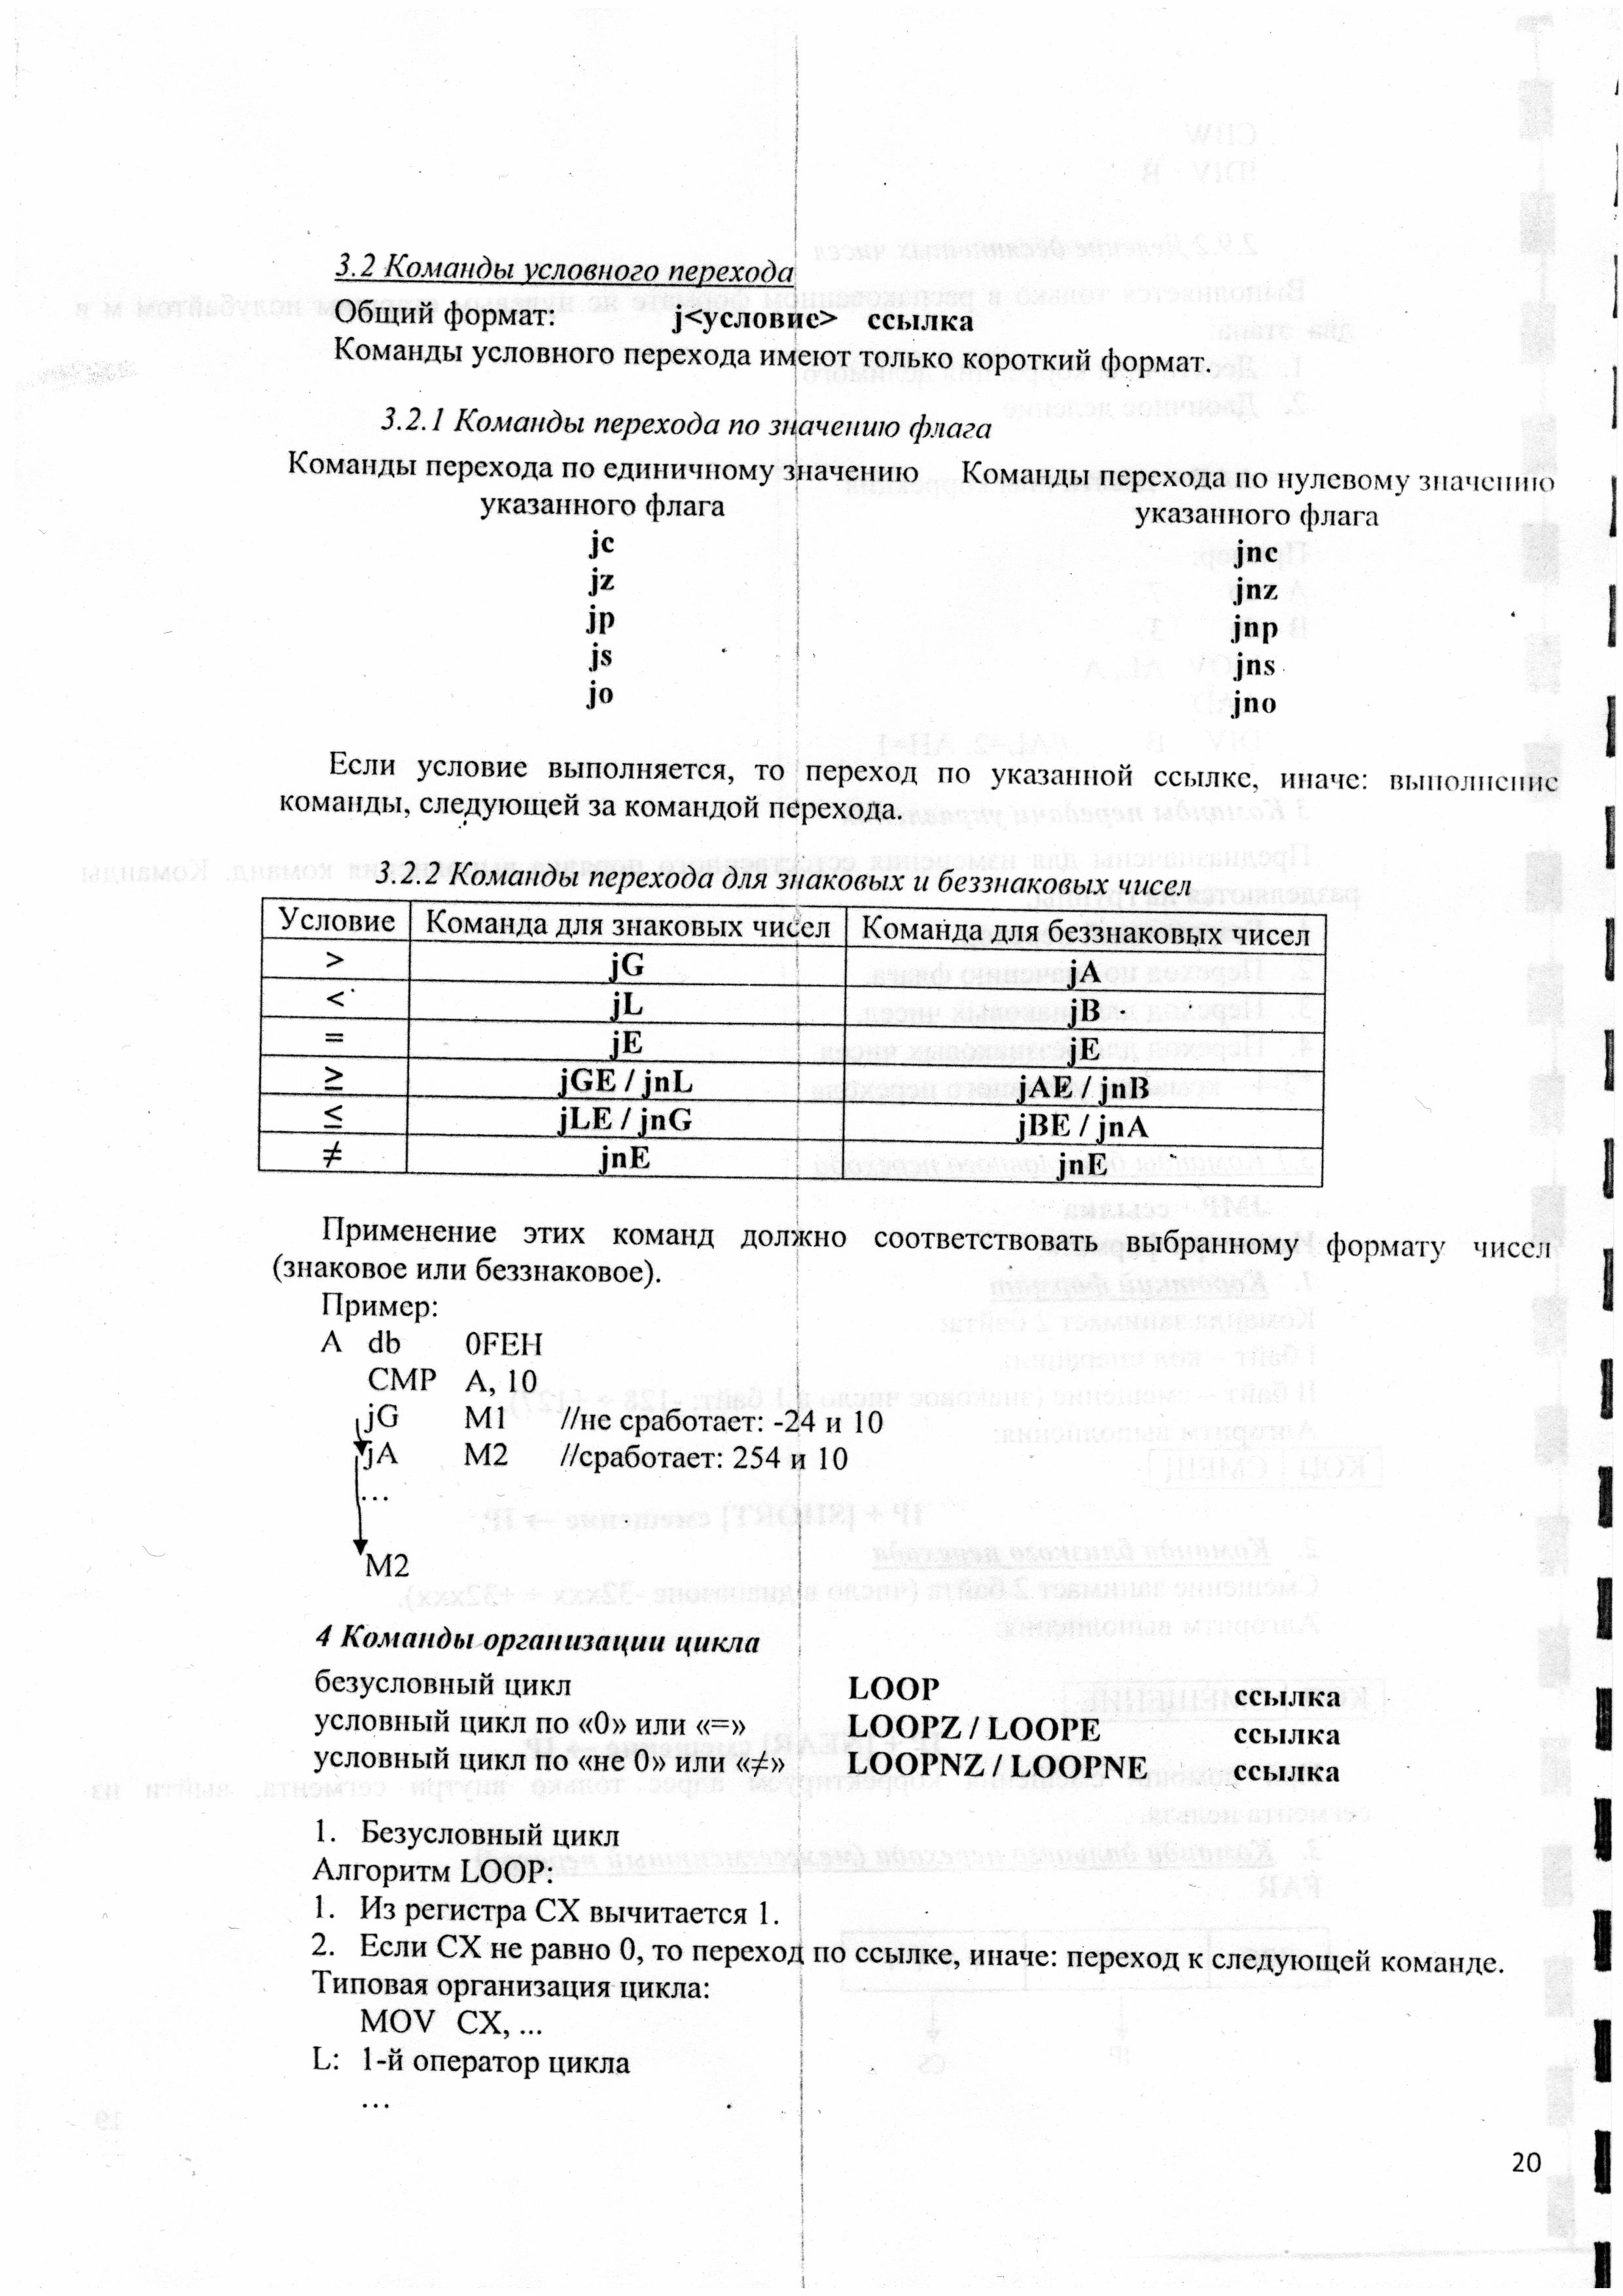 3.2 Команды условного перехода
Общий формат: j<условие> ссылка
Команды условного перехода имеют только короткий формат.
3.2.1 Команды перехода по значению флага
Команды перехода по единичному значению Команды перехода по нулевому значению
указанного флага указанного флага
jc jnc
jz jnz
jp jnp
js jns
jo jno
Если условие выполняется, то переход по указанной ссылке, иначе: выполнение
команды, следующей за командой перехода.
3.2.2 Команды перехода для знаковых и беззнаковых чисел
Условие Команда для знаковых чисел Команда для беззнаковых чисел
> jG jA
< jL jB
= jE jE
≥ jGE / jnL jAE / jnB
≤ jLE / jnG jBE / jnA
≠ jnE jnE
Применение этих команд должно соответствовать выбранному формату чисел
(знаковое или беззнаковое).
Пример:
A db 0FEH
CMP A, 10
jG M1 //не сработает: -24 и 10
jA M2 //сработает: 254 и 10
...
M2
4 Команды организации цикла
безусловный цикл LOOP ссылка
условный цикл по «0» или «=» LOOPZ / LOOPE ссылка
условный цикл по «не 0» или «≠» LOOPNZ / LOOPNE ссылка
1. Безусловный цикл
Алгоритм LOOP:
1. Из регистра CX вычитается 1.
2. Если CX не равно 0, то переход по ссылке, иначе: переход к следующей команде.
Типовая организация цикла:
MOV CX, ...
L: 1-й оператор цикла
...
20